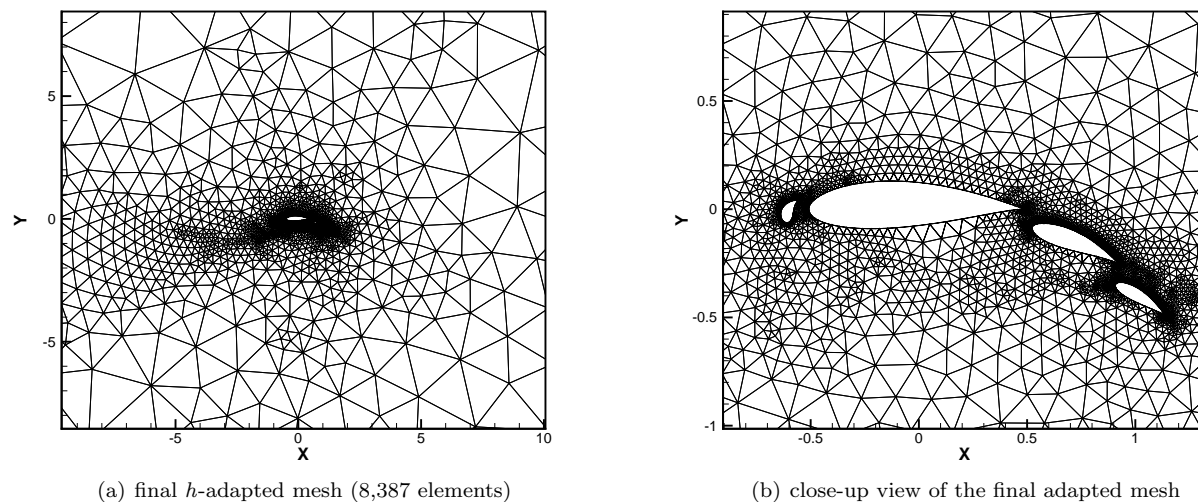 5
0
-5
Y
-5
0
5
10
X
0.5
0
-0.5
-1
Y
-0.5
0
0.5
1
X
(a) final h-adapted mesh (8,387 elements)
(b) close-up view of the final adapted mesh